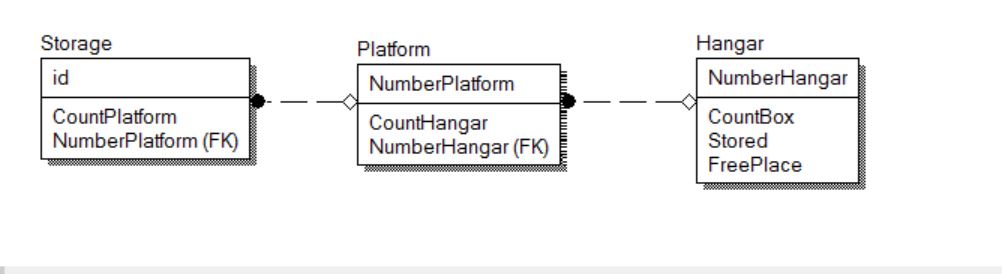 Storage
id
CountPlatform
NumberPlatform (FK)
Platform
NumberPlatform
CountHangar
NumberHangar (FK)
Hangar
NumberHangar
CountBox
Stored
FreePlace